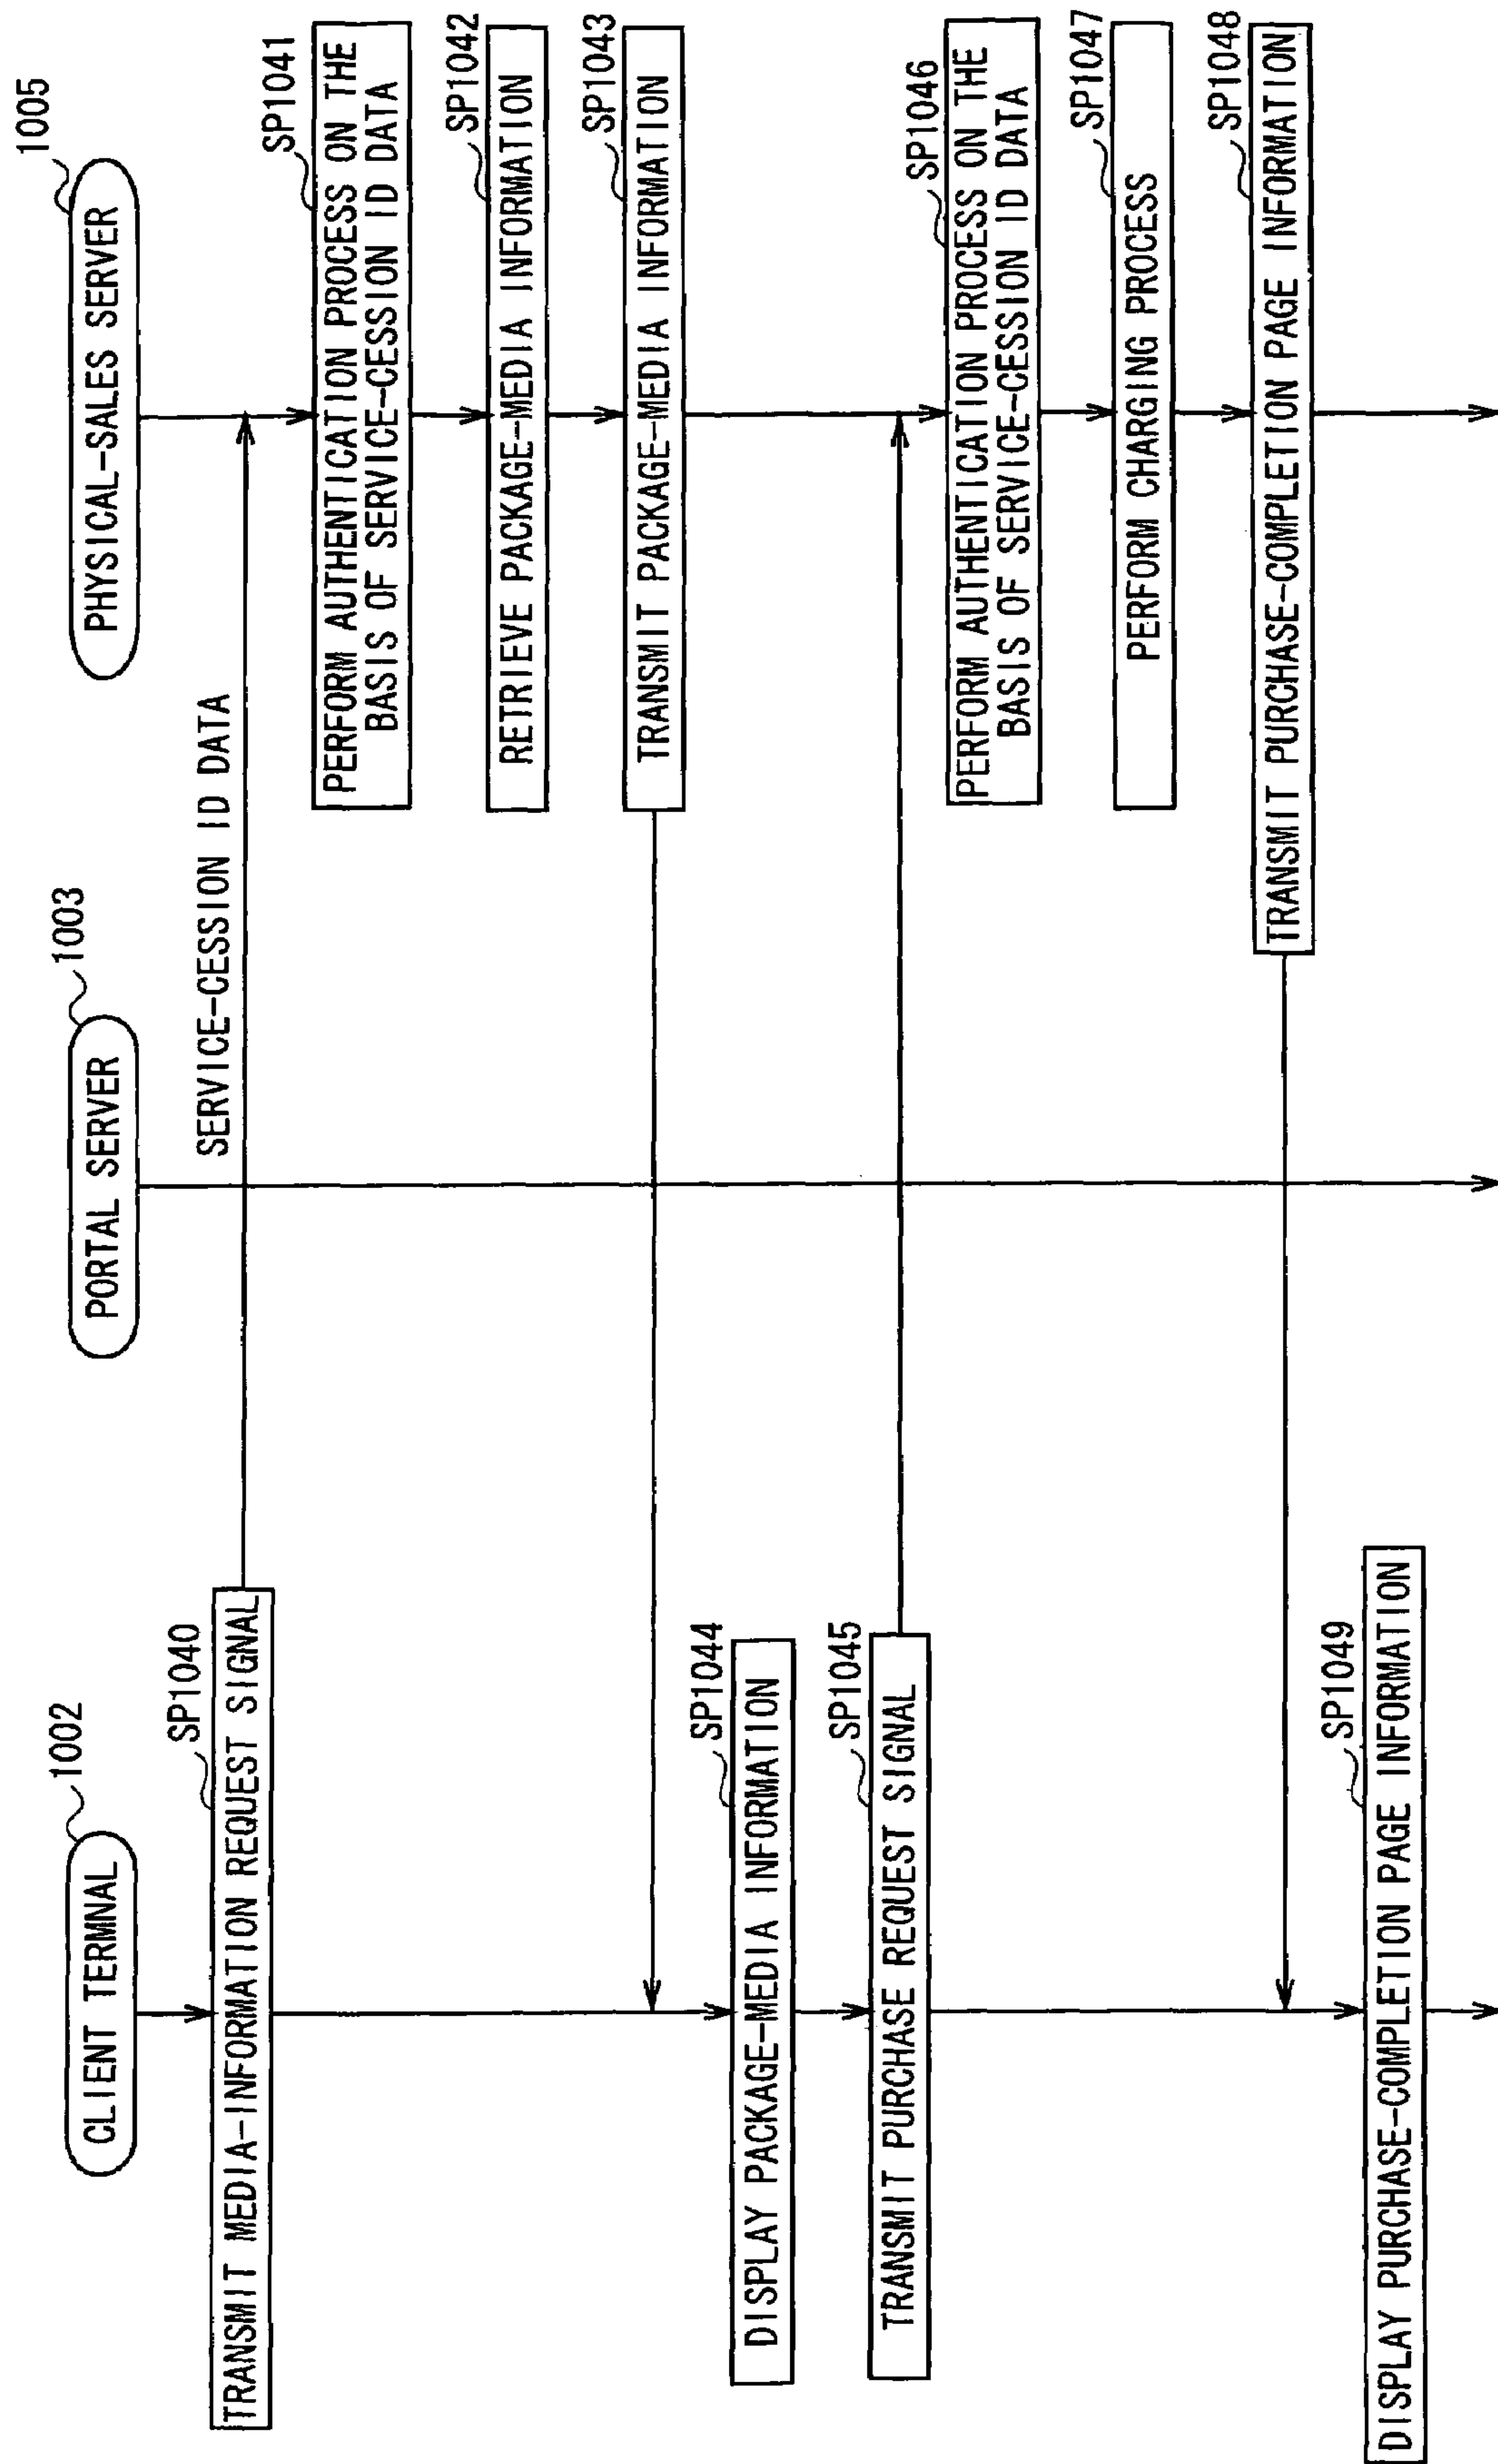 CLIENT TERMNAL
1002
PORTAL SERVER
1003
PHYSICAL-SALES SERVER
1005
SP1040
TRANSMIT MEDIA-INFORMATION REQUEST SIGNAL
SERVICE-CESSION ID DATA
SP1041
PERFORM AUTHENTICATION PROCESS ON THE
BASIS OF SERVICE-CESSION ID DATA
SP1042
RETRIEVE PACKAGE-MEDIA INFORMATION
SP1043
TRANSMIT PACKAGE-MEDIA INFORMATION
SP1044
DISPLAY PACKAGE-MEDIA INFORMATION
SP1045
TRANSMIT PURCHASE REQUEST SIGNAL
SP1046
PERFORM AUTHENTICATION PROCESS ON THE
BASIS OF SERVICE-CESSION ID DATA
SP1047
PERFORM CHARGING PROCESS
SP1048
TRANSMIT PURCHASE-COMPLETION PAGE INFORMATION
SP1049
DISPLAY PURCHASE-COMPLETION PAGE INFORMATION